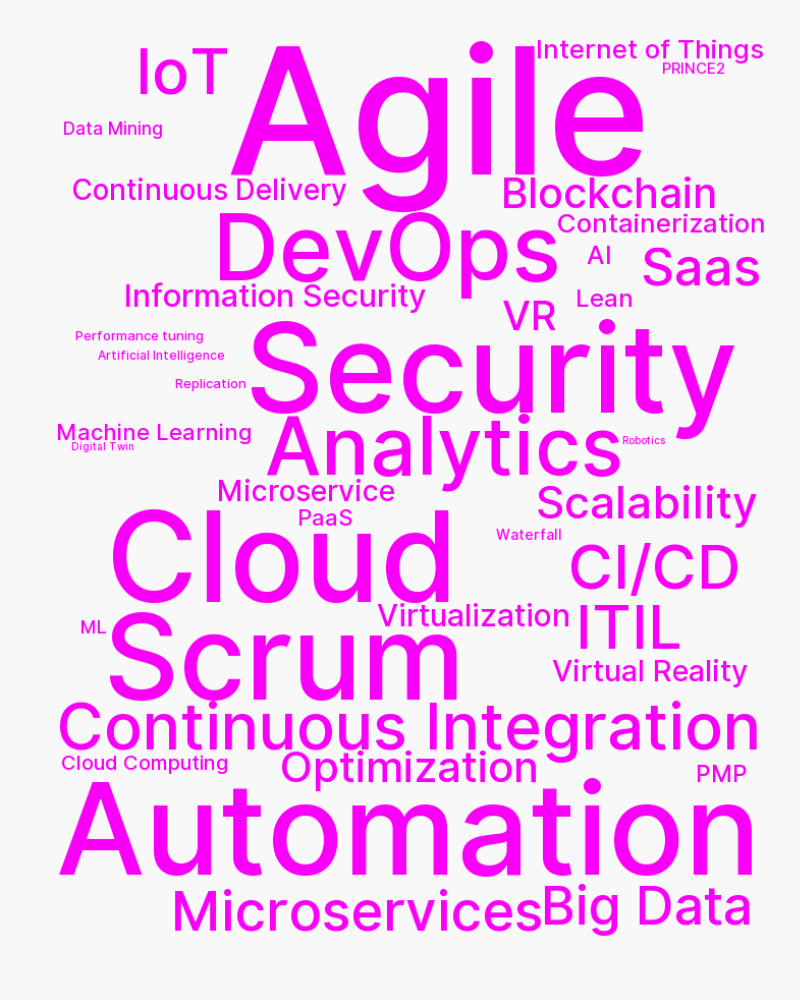 IoT
Agile
Internet of Things
PRINCE2
Data Mining
Continuous Delivery
Blockchain
DevOps
Containerization
AI
Saas
Information Security
Lean
VR
Performance tuning
Security
Artificial Intelligence
Replication
Machine Learning
Analytics
Robotics
Digital Twin
Microservice
Scalability
PaaS
Cloud
Waterfall
CI/CD
Virtualization
ITIL
ML
Scrum
Virtual Reality
Continuous Integration
Cloud Computing
Optimization
PMP
Automation
Microservices
Big Data